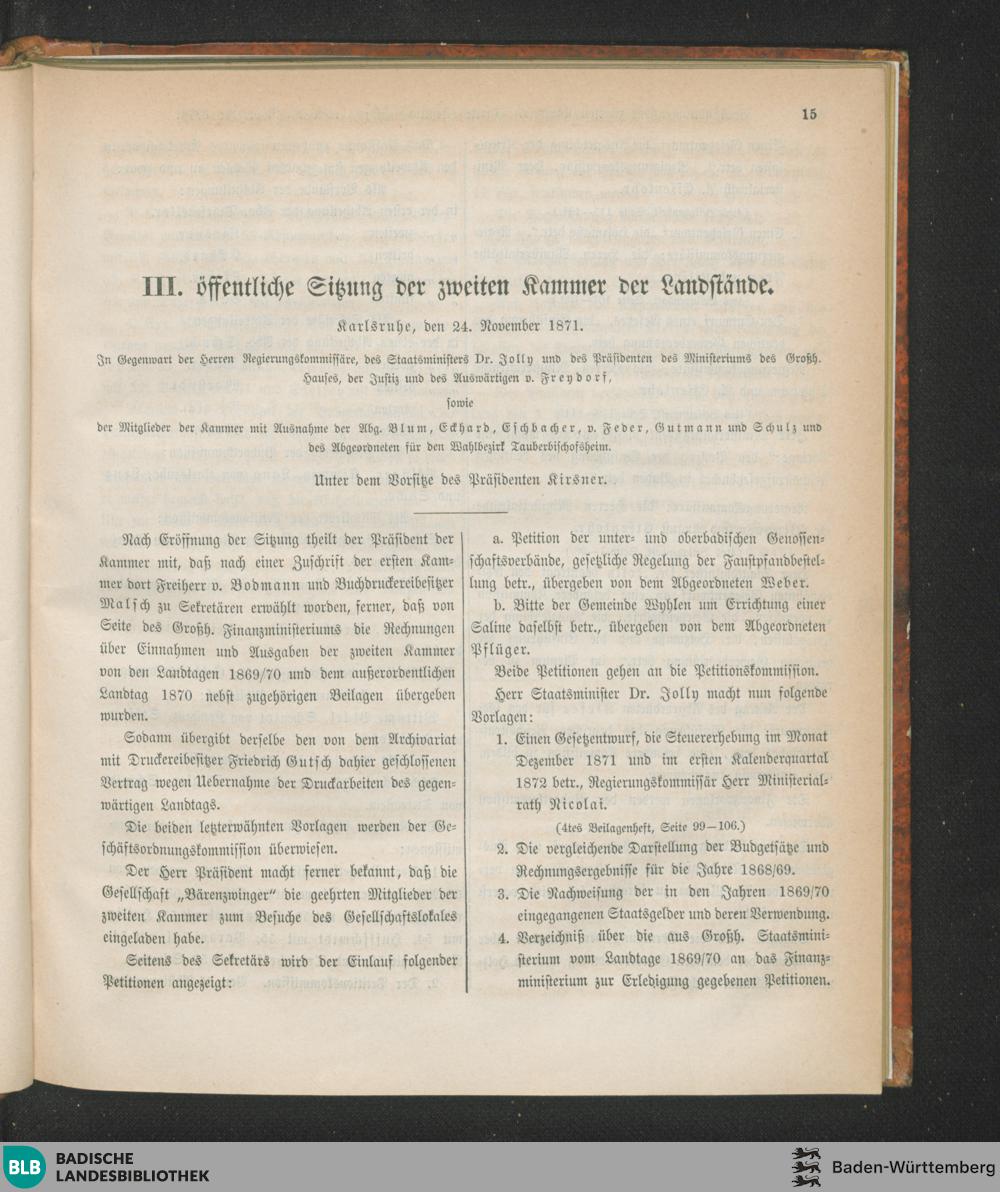 15
III. öffentliche Sitzung der zweiten Kammer der Landstände.
Karlsruhe, den 24. November 1871.
In Gegenwart der Herren Regierungskommissäre, des Staatsministers Dr. Jolly und des Präsidenten des Ministeriums des Großh.
Hauses, der Justiz und des Auswärtigen v. Freydorf,
sowie
der Mitglieder der Kammer mit Ausnahme der Abg. Blum, Eckhard, Eschbacher, v. Feder, Gutmann und Schulz und
des Abgeordneten für den Wahlbezirk Tauberbischofsheim.
Unter dem Vorsitze des Präsidenten Kirsner.
Nach Eröffnung der Sitzung theilt der Präsident der
Kammer mit, daß nach einer Zuschrift der ersten Kam-
mer dort Freiherr v. Bodmann und Buchdruckereibesitzer
Malsch zu Sekretären erwählt worden, ferner, daß von
Seite des Großh. Finanzministeriums die Rechnungen
über Einnahmen und Ausgaben der zweiten Kammer
von den Landtagen 1869/70 und dem außerordentlichen
Landtag 1870 nebst zugehörigen Beilagen übergeben
wurden.
Sodann übergibt derselbe den von dem Archivariat
mit Druckereibesitzer Friedrich Gutsch dahier geschlossenen
Vertrag wegen Uebernahme der Druckarbeiten des gegen-
wärtigen Landtags.
Die beiden letzterwähnten Vorlagen werden der Ge-
schäftsordnungskommission überwiesen.
Der Herr Präsident macht ferner bekannt, daß die
Gesellschaft „Bärenzwinger“ die geehrten Mitglieder der
zweiten Kammer zum Besuche des Gesellschaftslokales
eingeladen habe.
Seitens des Sekretärs wird der Einlauf folgender
Petitionen angezeigt:
a. Petition der unter- und oberbadischen Genossen-
schaftsverbände, gesetzliche Regelung der Faustpfandbestel-
lung betr., übergeben von dem Abgeordneten Weber.
b. Bitte der Gemeinde Wyhlen um Errichtung einer
Saline daselbst betr., übergeben von dem Abgeordneten
Pflüger.
Beide Petitionen gehen an die Petitionskommission.
Herr Staatsminister Dr. Jolly macht nun folgende
Vorlagen:
1. Einen Gesetzentwurf, die Steuererhebung im Monat
Dezember 1871 und im ersten Kalenderquartal
1872 betr., Regierungskommissär Herr Ministerial-
rath Nicolai.
(4tes Beilagenheft, Seite 99—106.)
2. Die vergleichende Darstellung der Budgetsätze und
Rechnungsergebnisse für die Jahre 1868/69.
3. Die Nachweisung der in den Jahren 1869/70
eingegangenen Staatsgelder und deren Verwendung.
4. Verzeichniß über die aus Großh. Staatsmini-
sterium vom Landtage 1869/70 an das Finanz-
ministerium zur Erledigung gegebenen Petitionen.
BLB
BADISCHE
LANDESBIBLIOTHEK
Baden-Württemberg